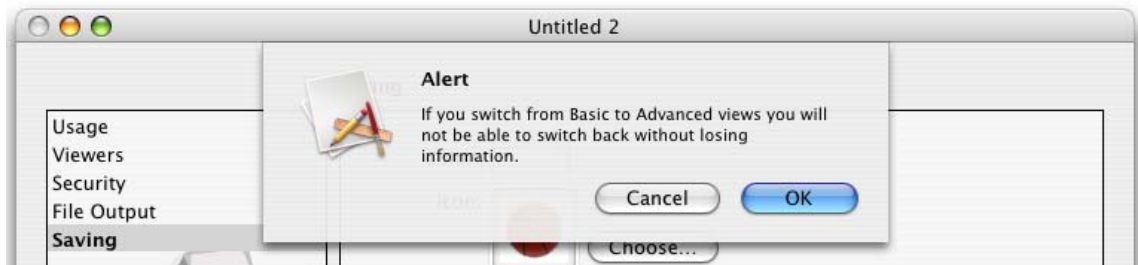 Untitled 2
Alert
If you switch from Basic to Advanced views you will
not be able to switch back without losing
information.
Cancel
OK
Usage
Viewers
Security
File Output
Saving
Icon:
Choose...